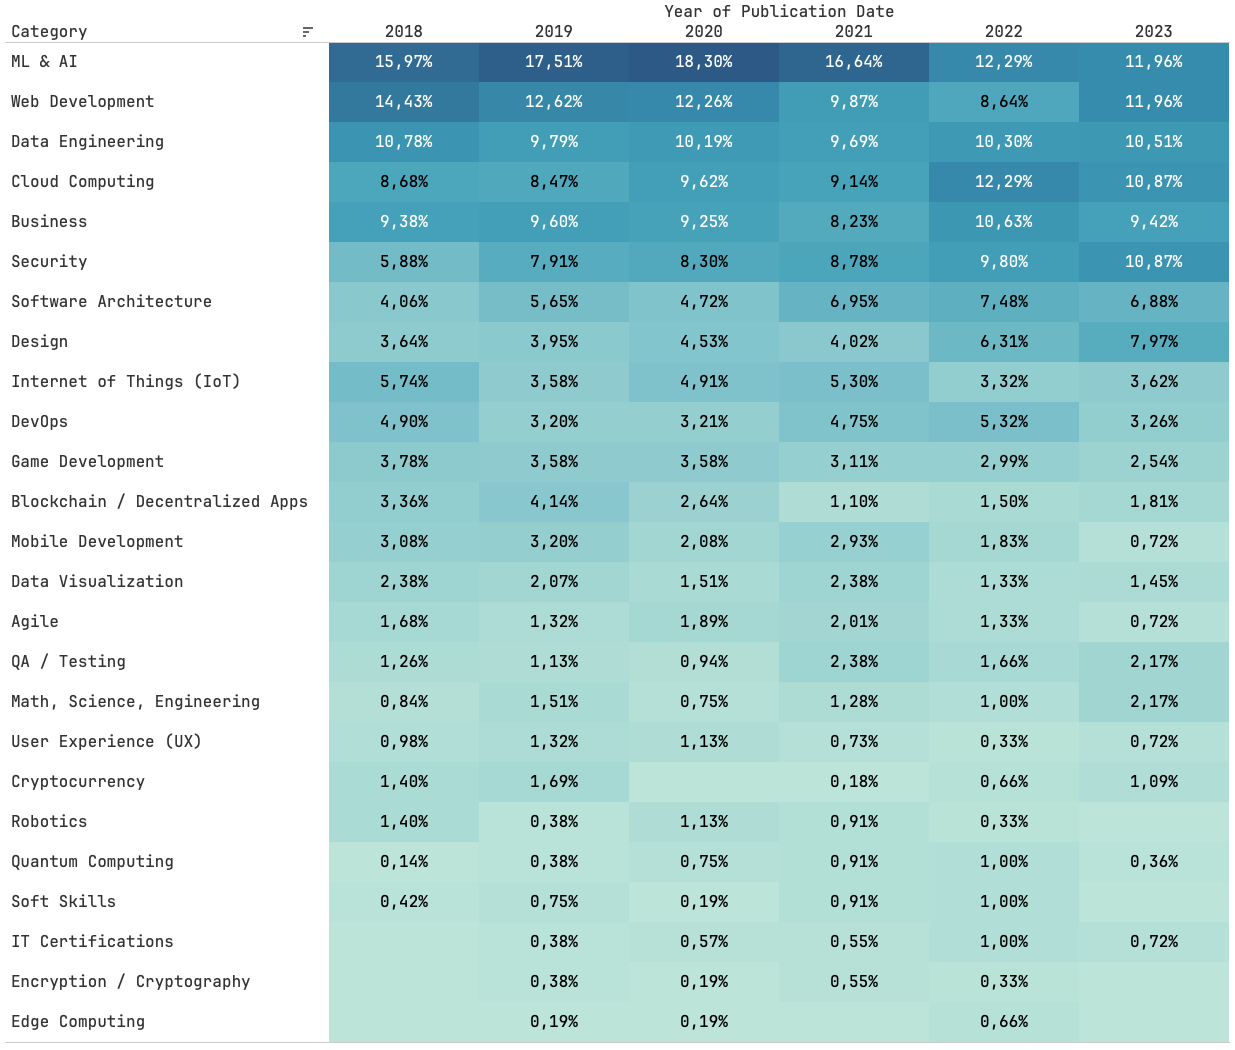 Year of Publication Date
Category 2018 2019 2020 2021 2022 2023
ML & AI 15,97% 17,51% 18,30% 16,64% 12,29% 11,96%
Web Development 14,43% 12,62% 12,26% 9,87% 8,64% 11,96%
Data Engineering 10,78% 9,79% 10,19% 9,69% 10,30% 10,51%
Cloud Computing 8,68% 8,47% 9,62% 9,14% 12,29% 10,87%
Business 9,38% 9,60% 9,25% 8,23% 10,63% 9,42%
Security 5,88% 7,91% 8,30% 8,78% 9,80% 10,87%
Software Architecture 4,06% 5,65% 4,72% 6,95% 7,48% 6,88%
Design 3,64% 3,95% 4,53% 4,02% 6,31% 7,97%
Internet of Things (IoT) 5,74% 3,58% 4,91% 5,30% 3,32% 3,62%
DevOps 4,90% 3,20% 3,21% 4,75% 5,32% 3,26%
Game Development 3,78% 3,58% 3,58% 3,11% 2,99% 2,54%
Blockchain / Decentralized Apps 3,36% 4,14% 2,64% 1,10% 1,50% 1,81%
Mobile Development 3,08% 3,20% 2,08% 2,93% 1,83% 0,72%
Data Visualization 2,38% 2,07% 1,51% 2,38% 1,33% 1,45%
Agile 1,68% 1,32% 1,89% 2,01% 1,33% 0,72%
QA / Testing 1,26% 1,13% 0,94% 2,38% 1,66% 2,17%
Math, Science, Engineering 0,84% 1,51% 0,75% 1,28% 1,00% 2,17%
User Experience (UX) 0,98% 1,32% 1,13% 0,73% 0,33% 0,72%
Cryptocurrency 1,40% 1,69% 0,18% 0,66% 1,09%
Robotics 1,40% 0,38% 1,13% 0,91% 0,33%
Quantum Computing 0,14% 0,38% 0,75% 0,91% 1,00% 0,36%
Soft Skills 0,42% 0,75% 0,19% 0,91% 1,00%
IT Certifications 0,38% 0,57% 0,55% 1,00% 0,72%
Encryption / Cryptography 0,38% 0,19% 0,55% 0,33%
Edge Computing 0,19% 0,19% 0,66%